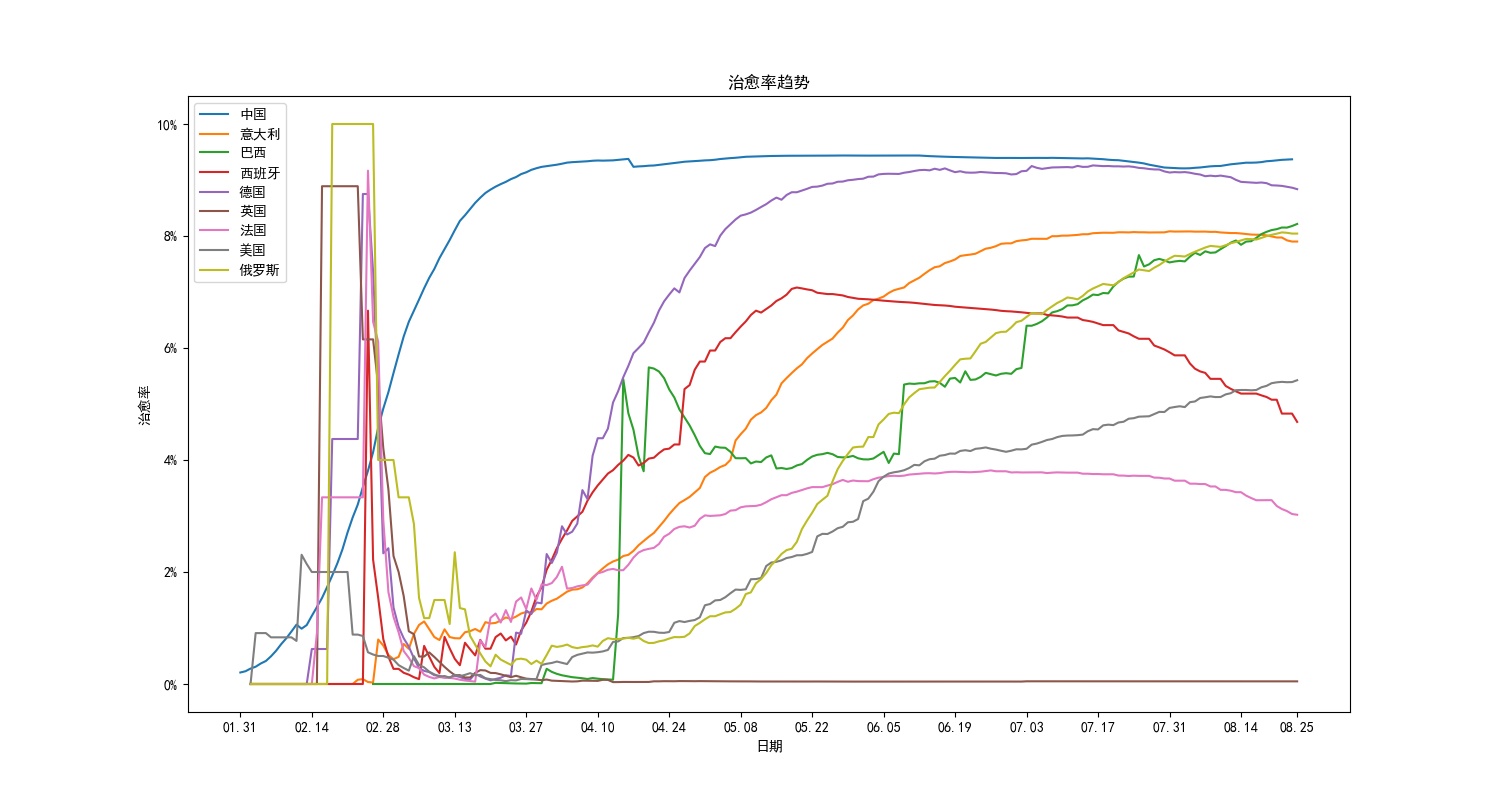 治愈率趋势
中国
意大利
巴西
西班牙
德国
英国
法国
美国
俄罗斯
10%
8%
6%
4%
2%
0%
治愈率
01.31 02.14 02.28 03.13 03.27 04.10 04.24 05.08 05.22 06.05 06.19 07.03 07.17 07.31 08.14 08.25
日期